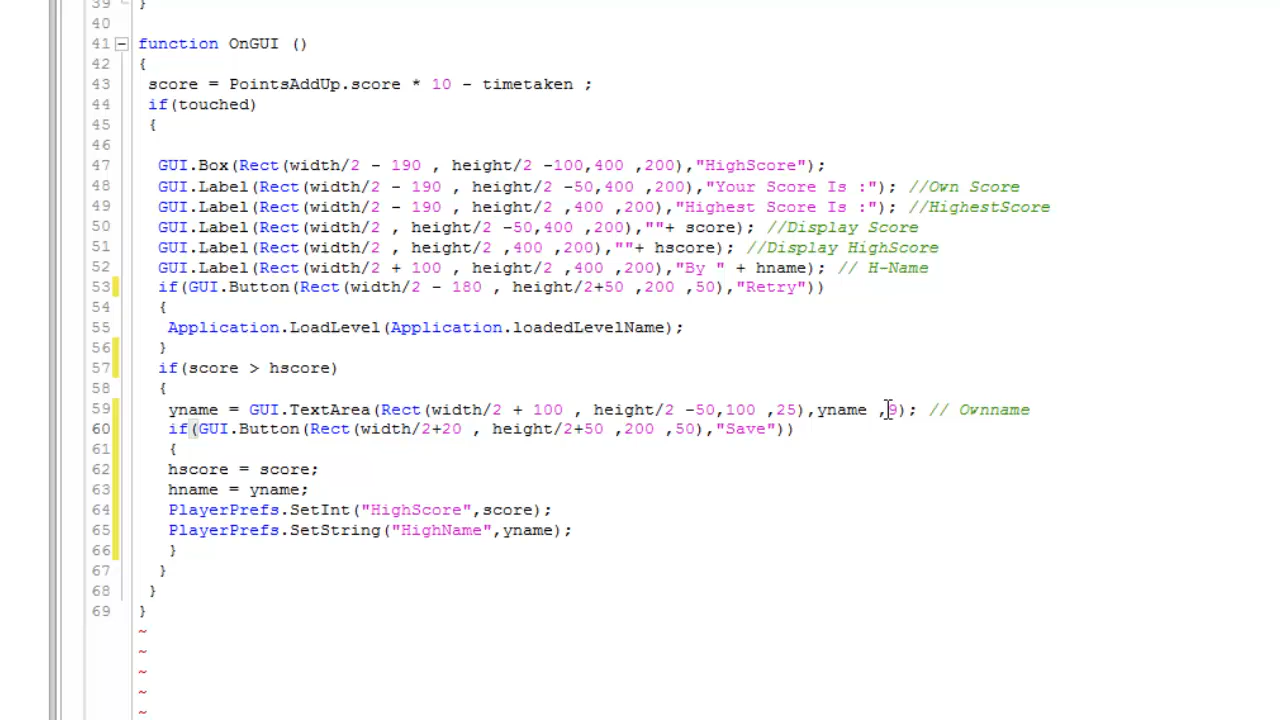 39 }
40
41 function OnGUI ()
42 {
43 score = PointsAddUp.score * 10 - timetaken ;
44 if(touched)
45 {
46
47 GUI.Box(Rect(width/2 - 190 , height/2 -100,400 ,200),"HighScore");
48 GUI.Label(Rect(width/2 - 190 , height/2 -50,400 ,200),"Your Score Is :"); //Own Score
49 GUI.Label(Rect(width/2 - 190 , height/2 ,400 ,200),"Highest Score Is :"); //HighestScore
50 GUI.Label(Rect(width/2 , height/2 -50,400 ,200),""+ score); //Display Score
51 GUI.Label(Rect(width/2 , height/2 ,400 ,200),""+ hscore); //Display HighScore
52 GUI.Label(Rect(width/2 + 100 , height/2 ,400 ,200),"By " + hname); // H-Name
53 if(GUI.Button(Rect(width/2 - 180 , height/2+50 ,200 ,50),"Retry"))
54 {
55 Application.LoadLevel(Application.loadedLevelName);
56 }
57 if(score > hscore)
58 {
59 yname = GUI.TextArea(Rect(width/2 + 100 , height/2 -50,100 ,25),yname ,9); // Ownname
60 if(GUI.Button(Rect(width/2+20 , height/2+50 ,200 ,50),"Save"))
61 {
62 hscore = score;
63 hname = yname;
64 PlayerPrefs.SetInt("HighScore",score);
65 PlayerPrefs.SetString("HighName",yname);
66 }
67 }
68 }
69 }
~
~
~
~
~